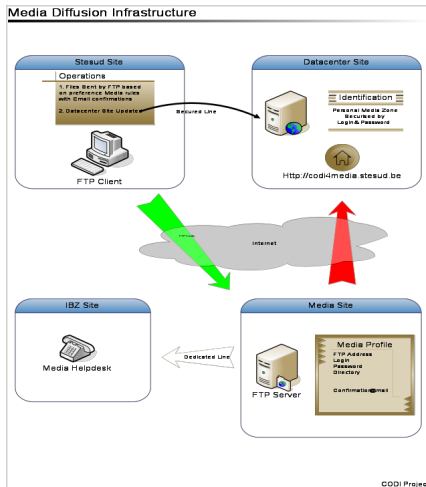 Media Diffusion Infrastructure
Stesud Site
Operations
1. Files Sent by FTP based
on preference Media rules
with Email confirmations
2. Datacenter Site Updated
FTP Client
Secured Line
Datacenter Site
Identification
Personal Media Zone
Securised by
Login & Password
Http://codi4media.stesud.be
Internet
IBZ Site
Media Helpdesk
Dedicated Line
Media Site
FTP Server
Media Profile
FTP Address
Login
Password
Directory
Confirmation Email
CODI Project